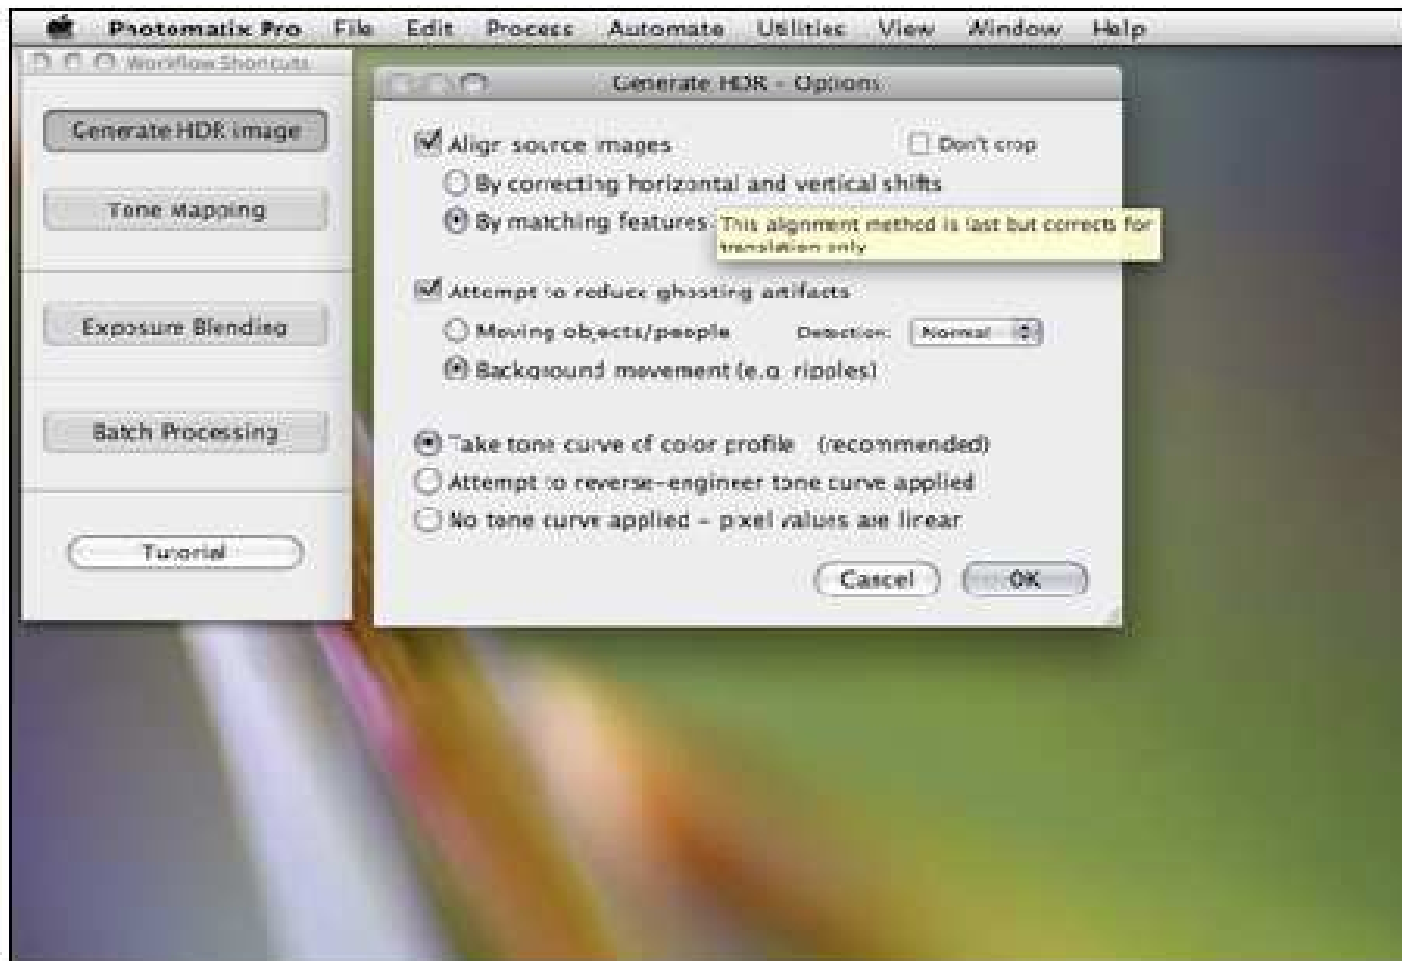 Photomatix Pro File Edit Process Automate Utilities View Window Help
Workflow Shortcuts
Generate HDR image
Tone Mapping
Exposure Blending
Batch Processing
Tutorial
Generate HDR - Options
Align source images Don't crop
By correcting horizontal and vertical shifts
By matching features
This alignment method is fast but corrects for
translation only
Attempt to reduce ghosting artifacts
Moving objects/people Detection: Normal
Background movement (e.g. ripples)
Take tone curve of color profile (recommended)
Attempt to reverse-engineer tone curve applied
No tone curve applied - pixel values are linear
Cancel OK